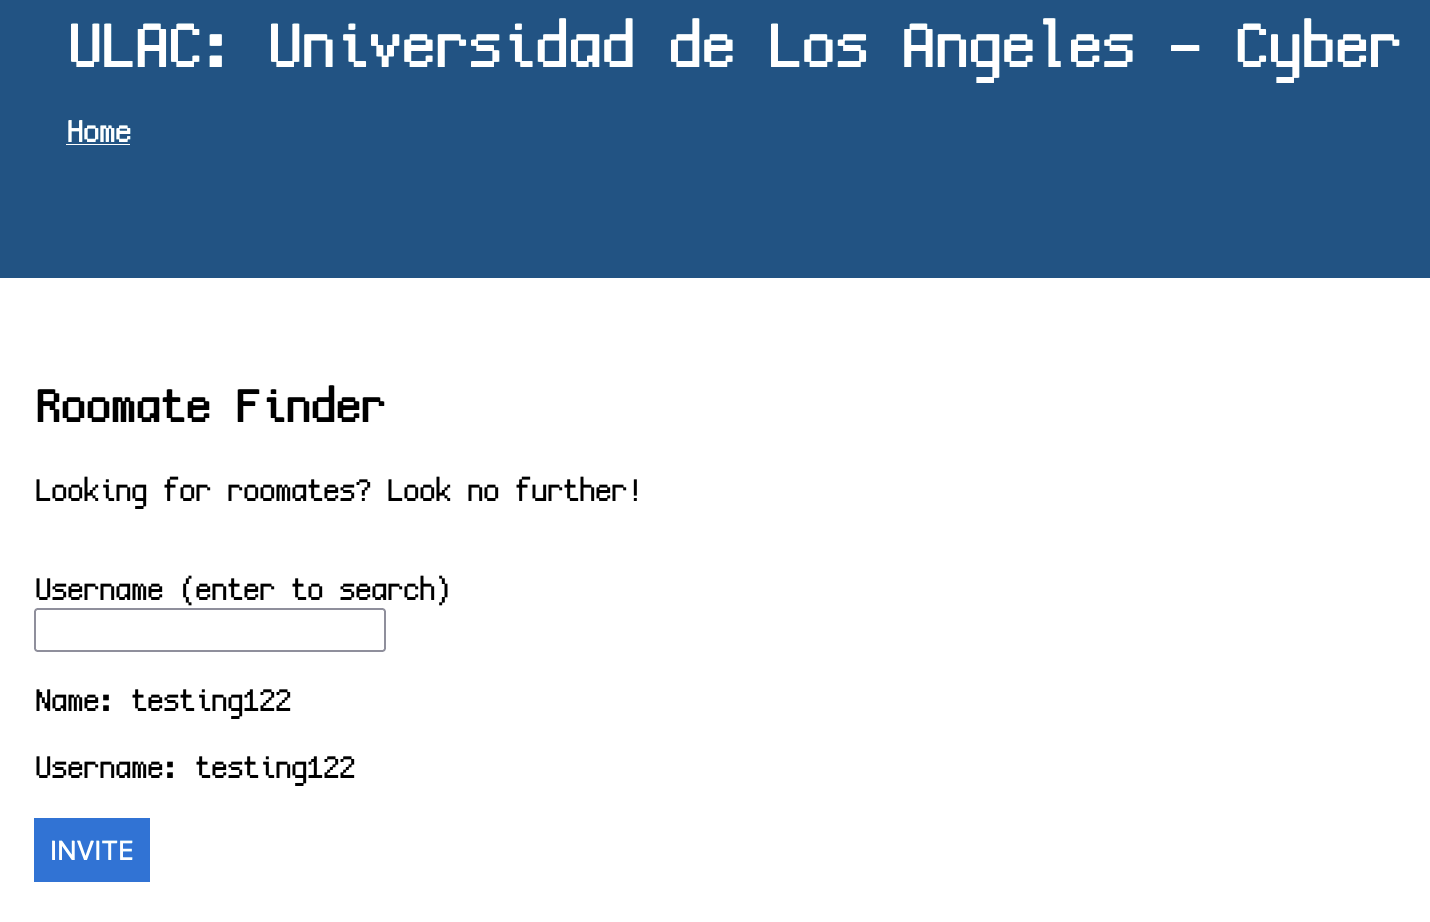 ULAC: Universidad de Los Angeles - Cyber
Home
Roomate Finder
Looking for roomates? Look no further!
Username (enter to search)
Name: testing122
Username: testing122
INVITE